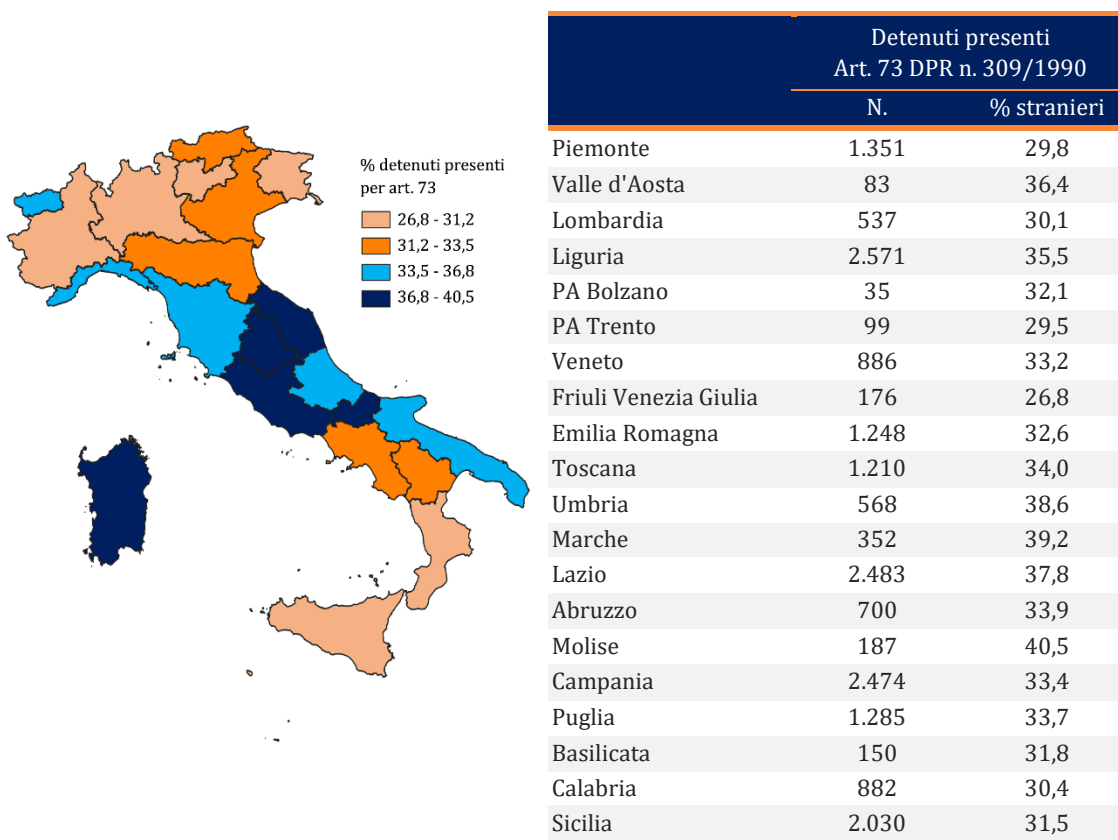 % detenuti presenti
per art. 73
26,8 - 31,2
31,2 - 33,5
33,5 - 36,8
36,8 - 40,5
Detenuti presenti
Art. 73 DPR n. 309/1990
N. % stranieri
Piemonte 1.351 29,8
Valle d'Aosta 83 36,4
Lombardia 537 30,1
Liguria 2.571 35,5
PA Bolzano 35 32,1
PA Trento 99 29,5
Veneto 886 33,2
Friuli Venezia Giulia 176 26,8
Emilia Romagna 1.248 32,6
Toscana 1.210 34,0
Umbria 568 38,6
Marche 352 39,2
Lazio 2.483 37,8
Abruzzo 700 33,9
Molise 187 40,5
Campania 2.474 33,4
Puglia 1.285 33,7
Basilicata 150 31,8
Calabria 882 30,4
Sicilia 2.030 31,5